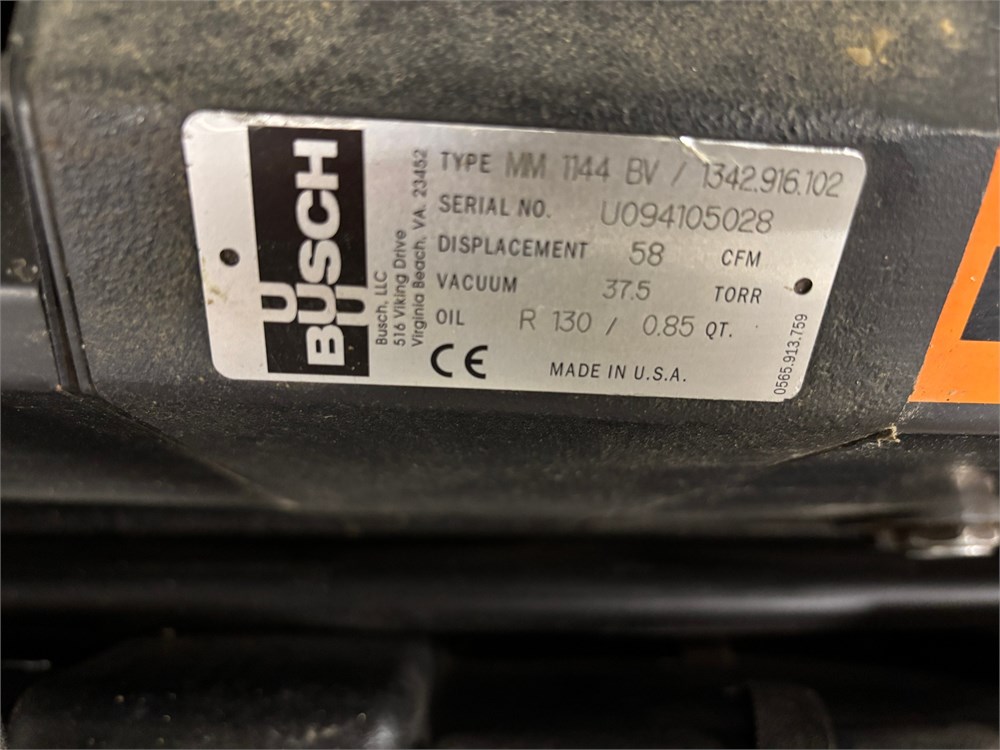 U
BUSCH
U
Busch, LLC
516 Viking Drive
Virginia Beach, VA. 23452
TYPE MM 1144 BV / 1342.916.102
SERIAL NO. U094105028
DISPLACEMENT 58 CFM
VACUUM 37.5 TORR
OIL R 130 / 0.85 QT.
CE MADE IN U.S.A.
0565.913.759